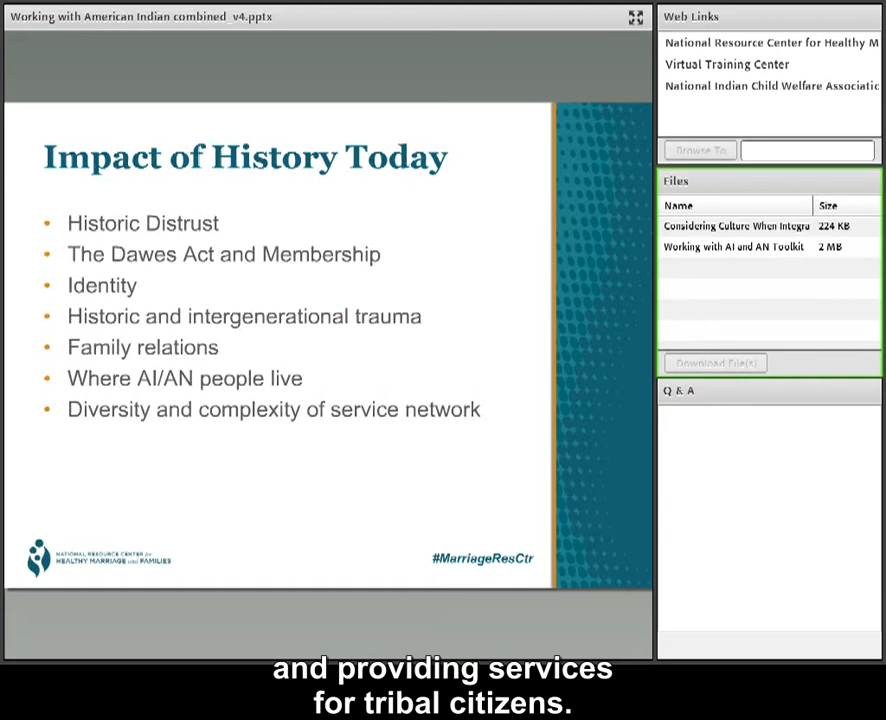 Working with American Indian combined_v4.pptx
Impact of History Today
• Historic Distrust
• The Dawes Act and Membership
• Identity
• Historic and intergenerational trauma
• Family relations
• Where AI/AN people live
• Diversity and complexity of service network
NATIONAL RESOURCE CENTER for
HEALTHY MARRIAGE and FAMILIES
#MarriageResCtr
Web Links
National Resource Center for Healthy M
Virtual Training Center
National Indian Child Welfare Associatic
Browse To
Files
Name Size
Considering Culture When Integra 224 KB
Working with AI and AN Toolkit 2 MB
Download File(s)
Q & A
and providing services
for tribal citizens.